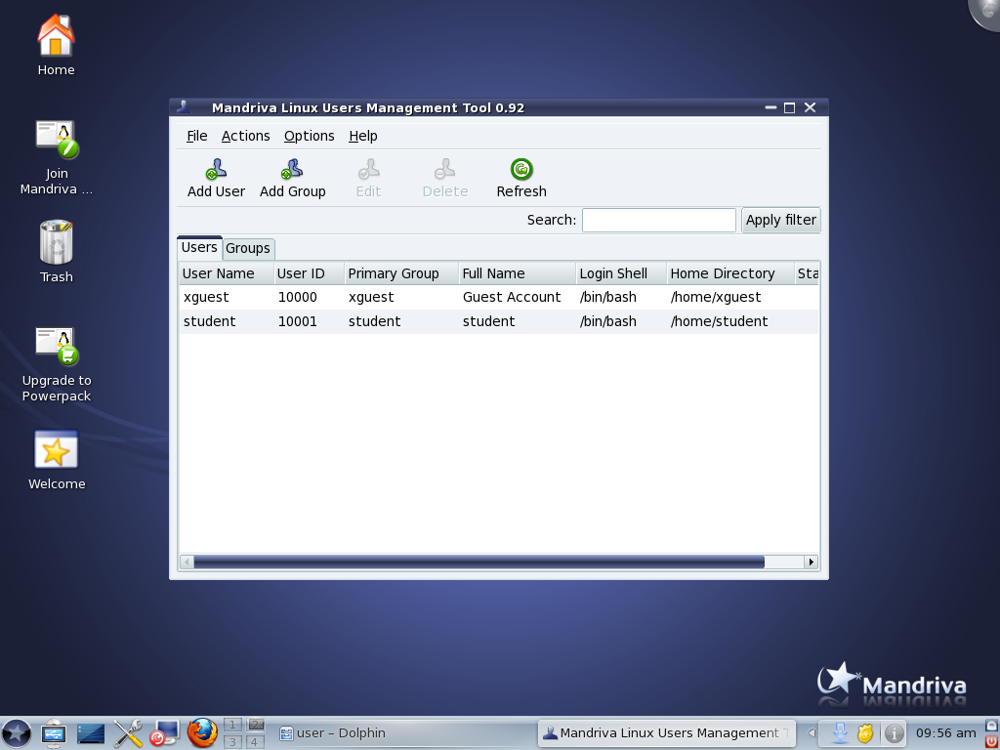 Home
Join
Mandriva ...
Trash
Upgrade to
Powerpack
Welcome
Mandriva Linux Users Management Tool 0.92
File Actions Options Help
Add User Add Group Edit Delete Refresh
Search: Apply filter
Users Groups
User Name User ID Primary Group Full Name Login Shell Home Directory Sta
xguest 10000 xguest Guest Account /bin/bash /home/xguest
student 10001 student student /bin/bash /home/student
Mandriva
1 2
3 4
user – Dolphin
Mandriva Linux Users Management T
09:56 am